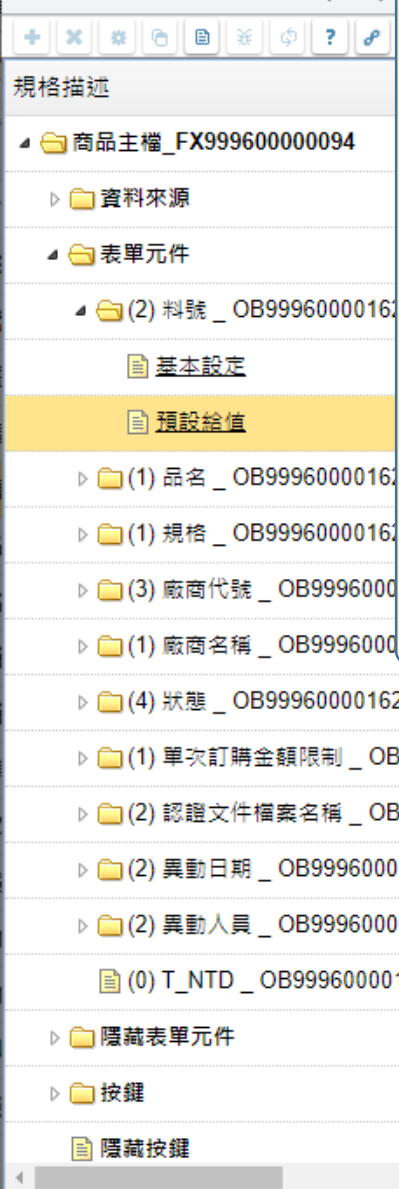 ?
規格描述
商品主檔_FX999600000094
資料來源
表單元件
(2) 料號 _ OB99960000162
基本設定
預設給值
(1) 品名 _ OB99960000162
(1) 規格 _ OB99960000162
(3) 廠商代號 _ OB9996000
(1) 廠商名稱 _ OB9996000
(4) 狀態 _ OB99960000162
(1) 單次訂購金額限制 _ OB
(2) 認證文件檔案名稱 _ OB
(2) 異動日期 _ OB9996000
(2) 異動人員 _ OB9996000
(0) T_NTD _ OB999600001
隱藏表單元件
按鍵
隱藏按鍵